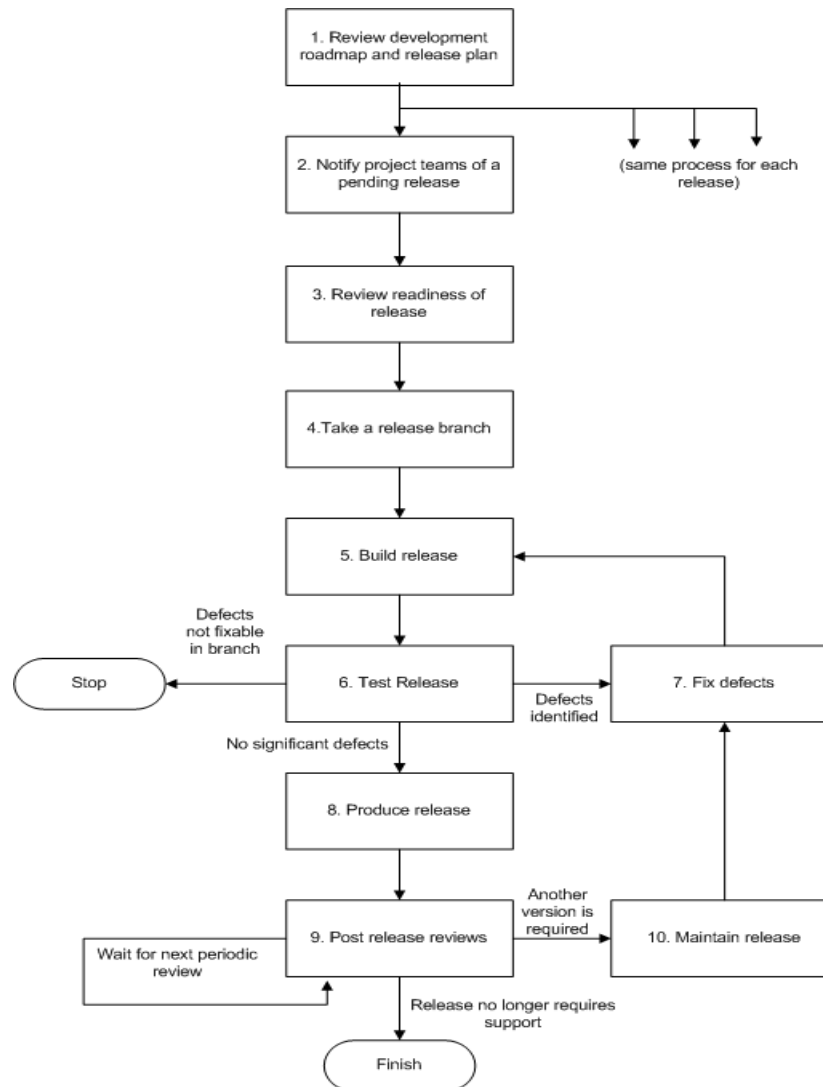 1. Review development
roadmap and release plan
2. Notify project teams of a
pending release
(same process for each
release)
3. Review readiness of
release
4.Take a release branch
5. Build release
Defects
not fixable
in branch
Stop
6. Test Release
Defects
identified
7. Fix defects
No significant defects
8. Produce release
Another
version is
required
9. Post release reviews
10. Maintain release
Wait for next periodic
review
Release no longer requires
support
Finish